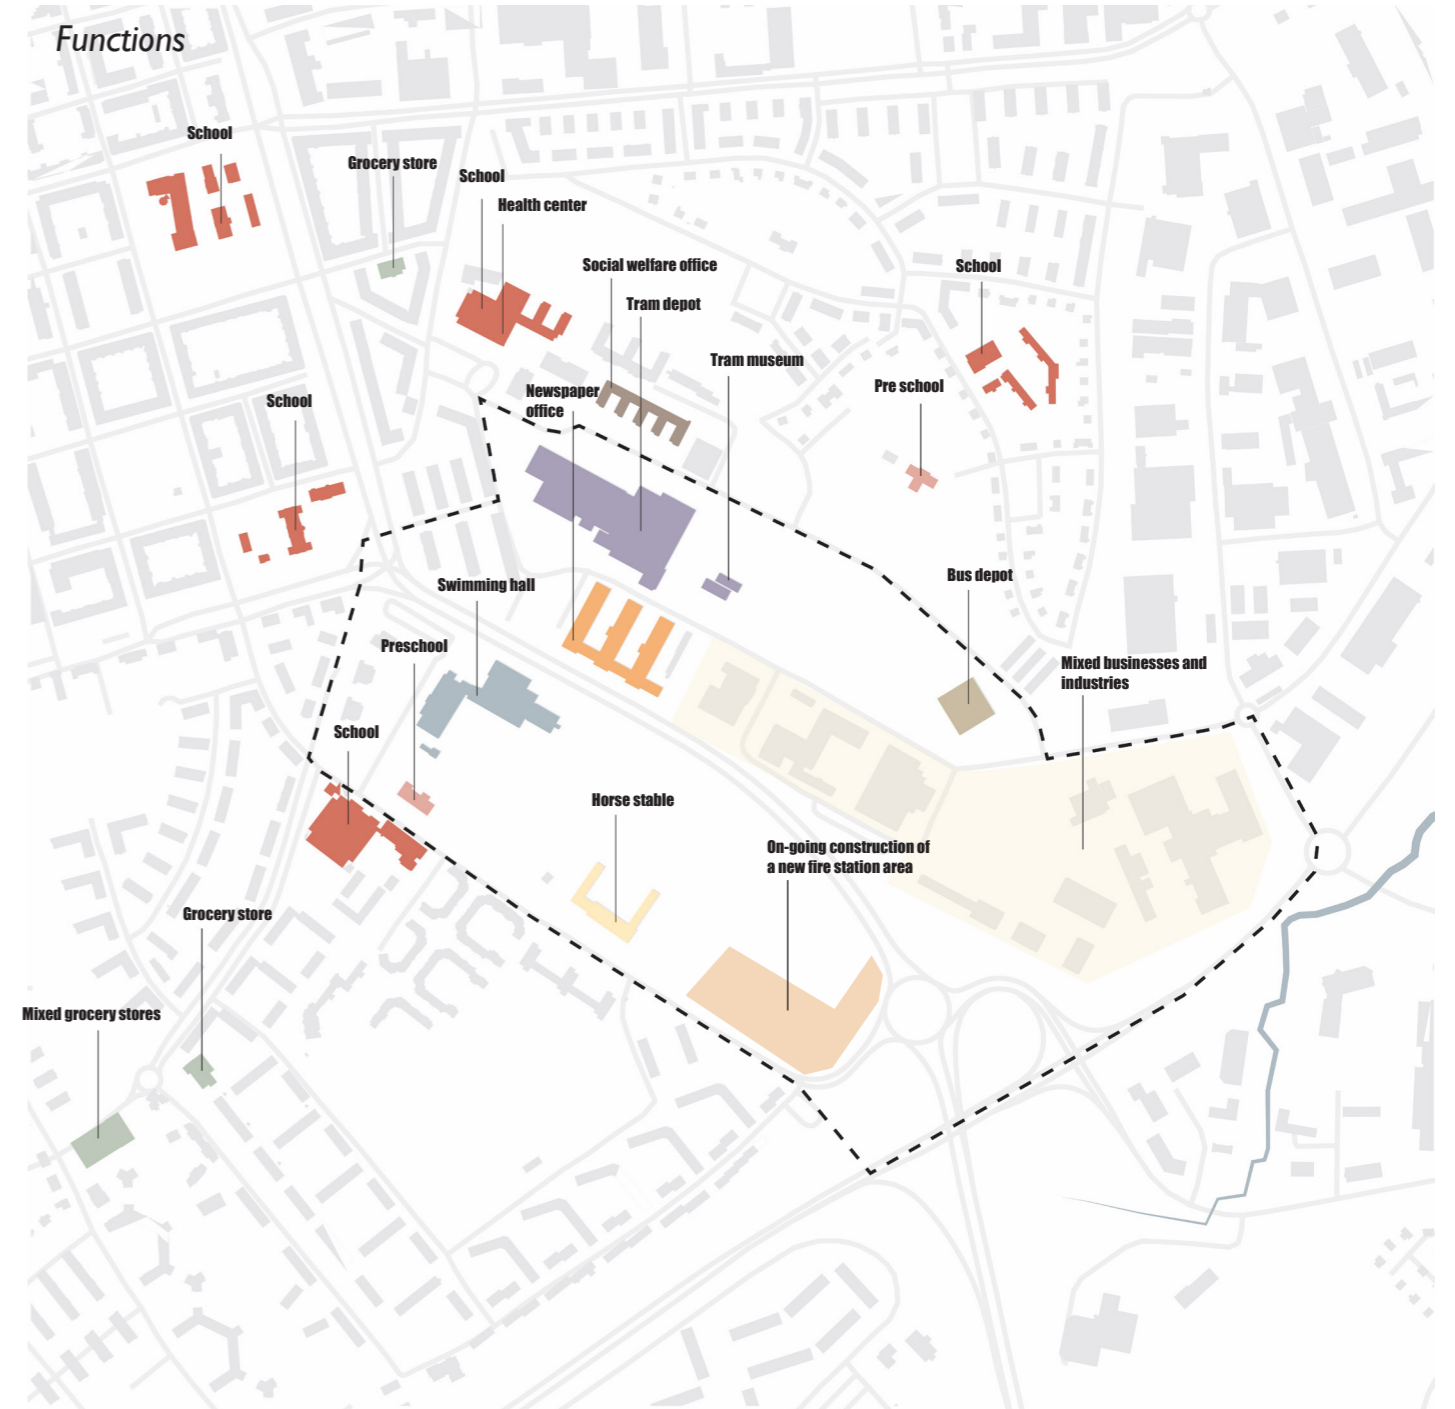 Functions
School
Grocery store
School
Health center
Social welfare office
School
Tram depot
Tram museum
Pre school
Newspaper
office
School
Bus depot
Swimming hall
Preschool
Mixed businesses and
industries
School
Horse stable
On-going construction of
a new fire station area
Grocery store
Mixed grocery stores